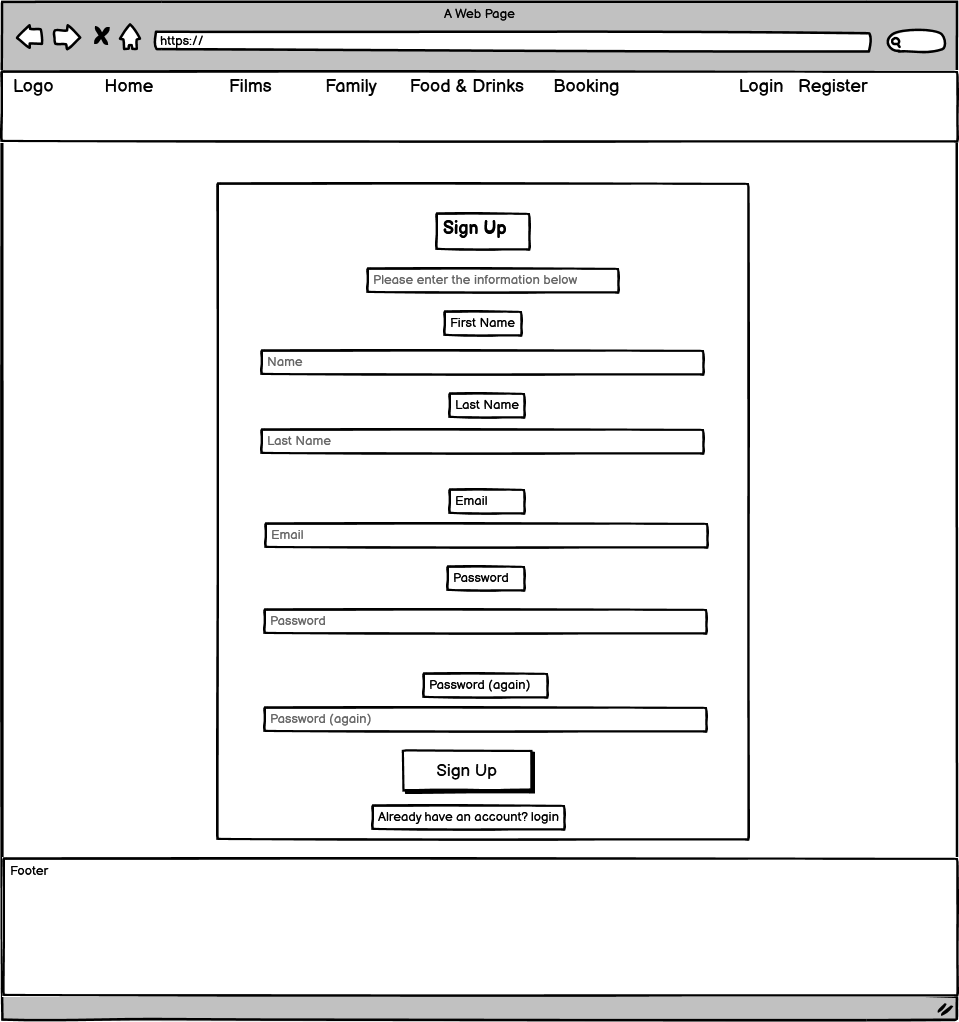 A Web Page
https://
Logo Home Films Family Food & Drinks Booking Login Register
Sign Up
Please enter the information below
First Name
Name
Last Name
Last Name
Email
Email
Password
Password
Password (again)
Password (again)
Sign Up
Already have an account? login
Footer